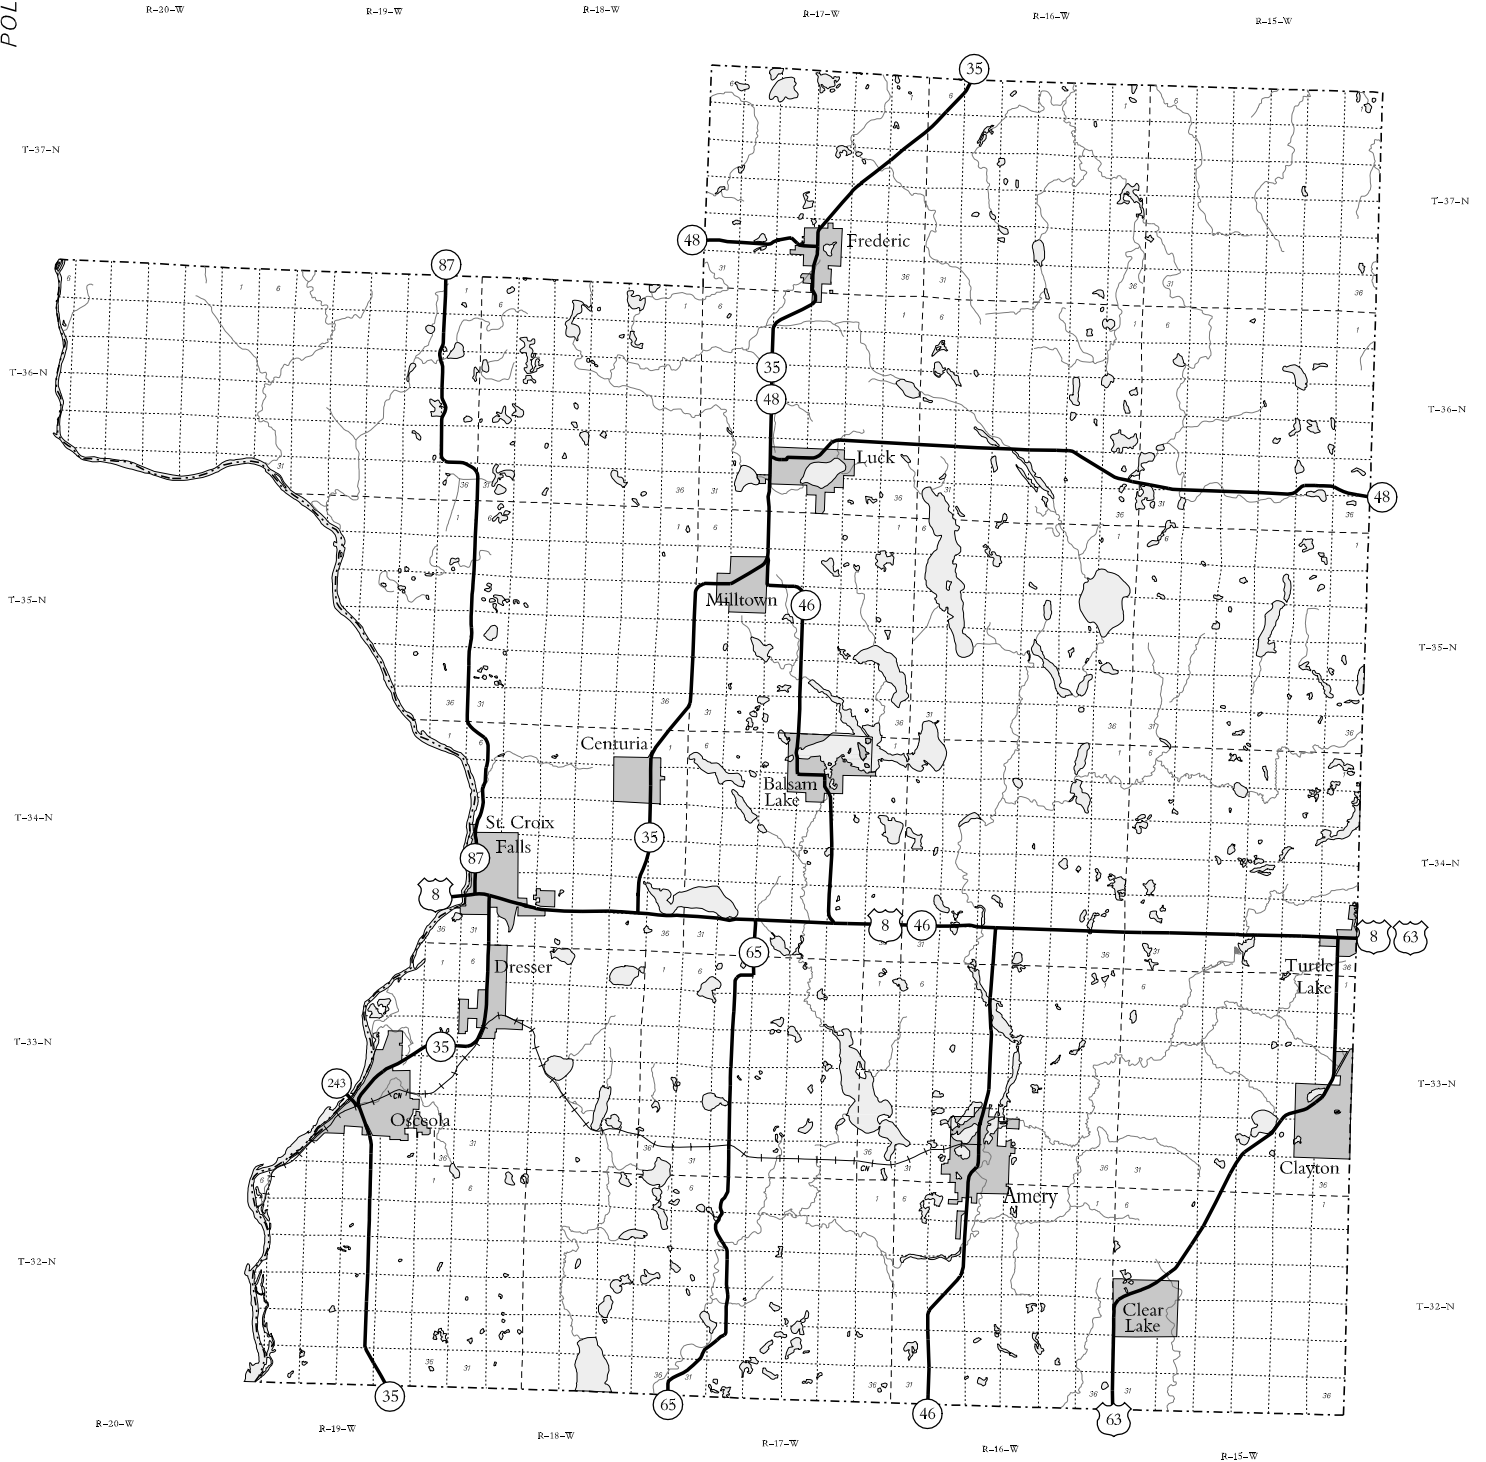 POL
R-20-W
R-19-W
R-18-W
R-17-W
R-16-W
R-15-W
35
T-37-N
T-37-N
48
Frederic
87
35
T-36-N
48
T-36-N
Luck
48
T-35-N
Milltown
46
T-35-N
Centuria
Balsam
Lake
T-34-N
St. Croix
Falls
35
87
T-34-N
8
8
46
8
63
65
Dresser
Turtle
Lake
T-33-N
35
243
T-33-N
CN
Osceola
CN
Clayton
Amery
T-32-N
Clear
Lake
T-32-N
35
65
46
63
R-20-W
R-19-W
R-18-W
R-17-W
R-16-W
R-15-W